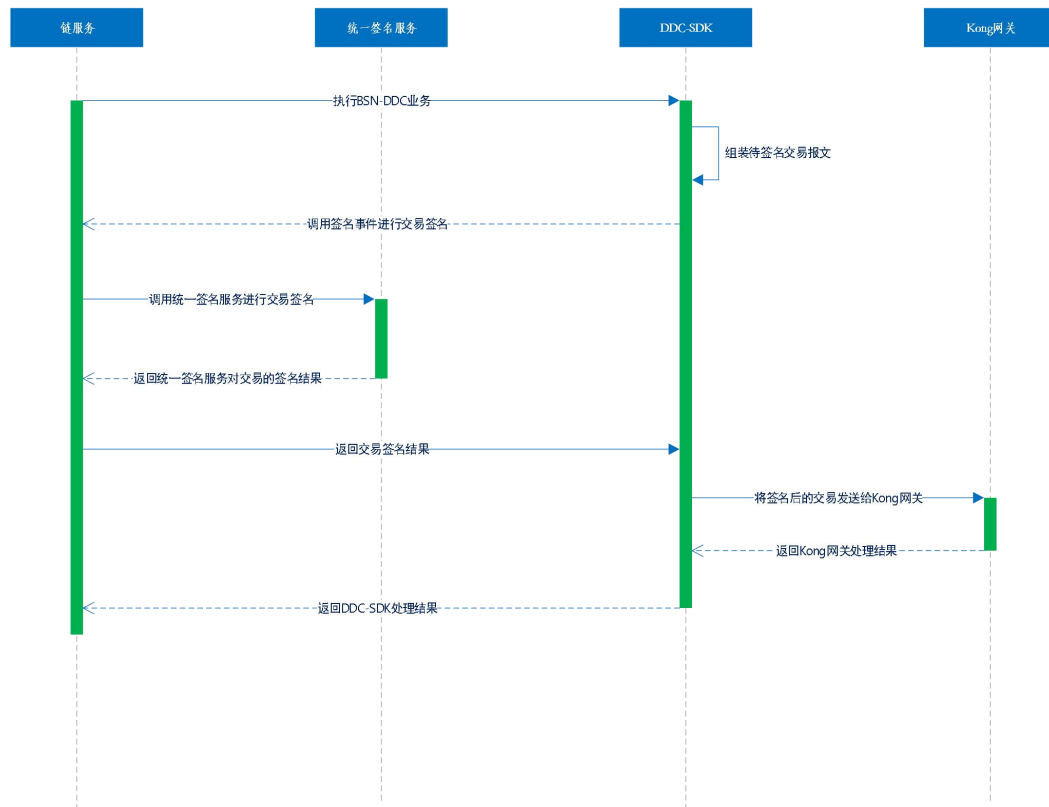 链服务
统一签名服务
DDC-SDK
Kong网关
执行BSN-DDC业务
组装待签名交易报文
调用签名事件进行交易签名
调用统一签名服务进行交易签名
返回统一签名服务对交易的签名结果
返回交易签名结果
将签名后的交易发送给Kong网关
返回Kong网关处理结果
返回DDC-SDK处理结果